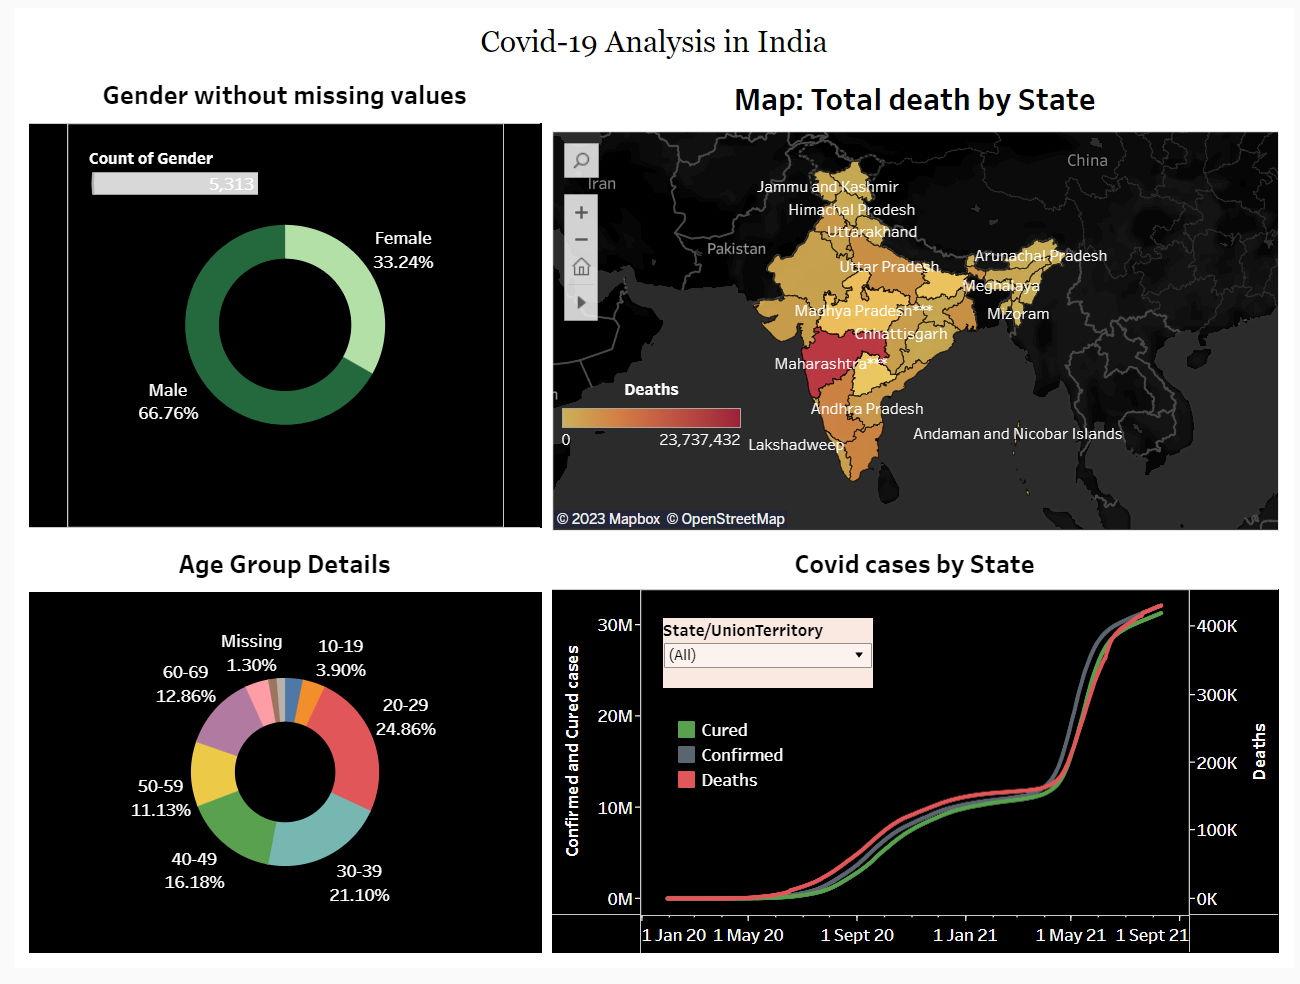 Covid-19 Analysis in India
Gender without missing values
Count of Gender
5,313
Female
33.24%
Male
66.76%
Map: Total death by State
China
Iran
Pakistan
Jammu and Kashmir
Himachal Pradesh
Uttarakhand
Uttar Pradesh
Arunachal Pradesh
Meghalaya
Mizoram
Madhya Pradesh***
Chhattisgarh
Maharashtra***
Andhra Pradesh
Lakshadweep
Andaman and Nicobar Islands
Deaths
0
23,737,432
© 2023 Mapbox © OpenStreetMap
Age Group Details
Missing
1.30%
10-19
3.90%
20-29
24.86%
30-39
21.10%
40-49
16.18%
50-59
11.13%
60-69
12.86%
Covid cases by State
State/UnionTerritory
(All)
Cured
Confirmed
Deaths
Confirmed and Cured cases
30M
20M
10M
0M
400K
300K
200K
100K
0K
Deaths
1 Jan 20
1 May 20
1 Sept 20
1 Jan 21
1 May 21
1 Sept 21